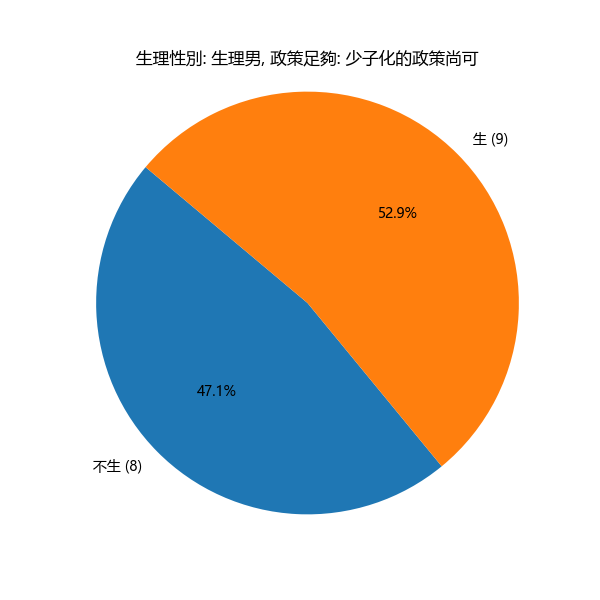 生理性別: 生理男, 政策足夠: 少子化的政策尚可
生 (9)
52.9%
47.1%
不生 (8)